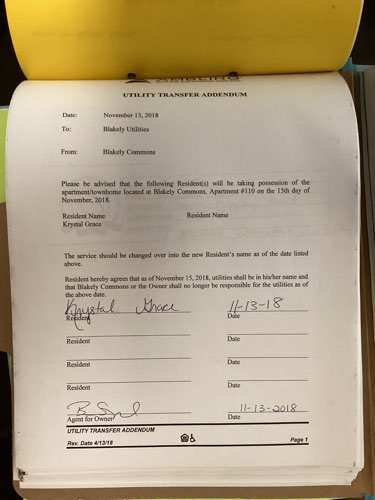 UTILITY TRANSFER ADDENDUM
Date: November 13, 2018
To: Blakely Utilities
From: Blakely Commons
Please be advised that the following Resident(s) will be taking possession of the
apartment/townhome located at Blakely Commons, Apartment #110 on the 15th day of
November, 2018.
Resident Name Resident Name
Krystal Grace
The service should be changed over into the new Resident's name as of the date listed
above.
Resident hereby agrees that as of November 15, 2018, utilities shall be in his/her name and
that Blakely Commons or the Owner shall no longer be responsible for the utilities as of
the above date.
Krystal Grace 11-13-18
Resident Date
Resident Date
Resident Date
Resident Date
11-13-2018
Agent for Owner Date
UTILITY TRANSFER ADDENDUM
Rev. Date 4/13/18 Page 1